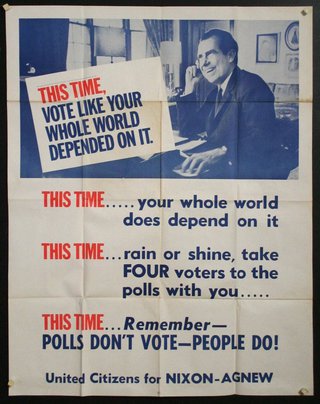 THIS TIME,
VOTE LIKE YOUR
WHOLE WORLD
DEPENDED ON IT.
THIS TIME.....your whole world
does depend on it
THIS TIME...rain or shine, take
FOUR voters to the
polls with you.....
THIS TIME...Remember—
POLLS DON'T VOTE—PEOPLE DO!
United Citizens for NIXON–AGNEW